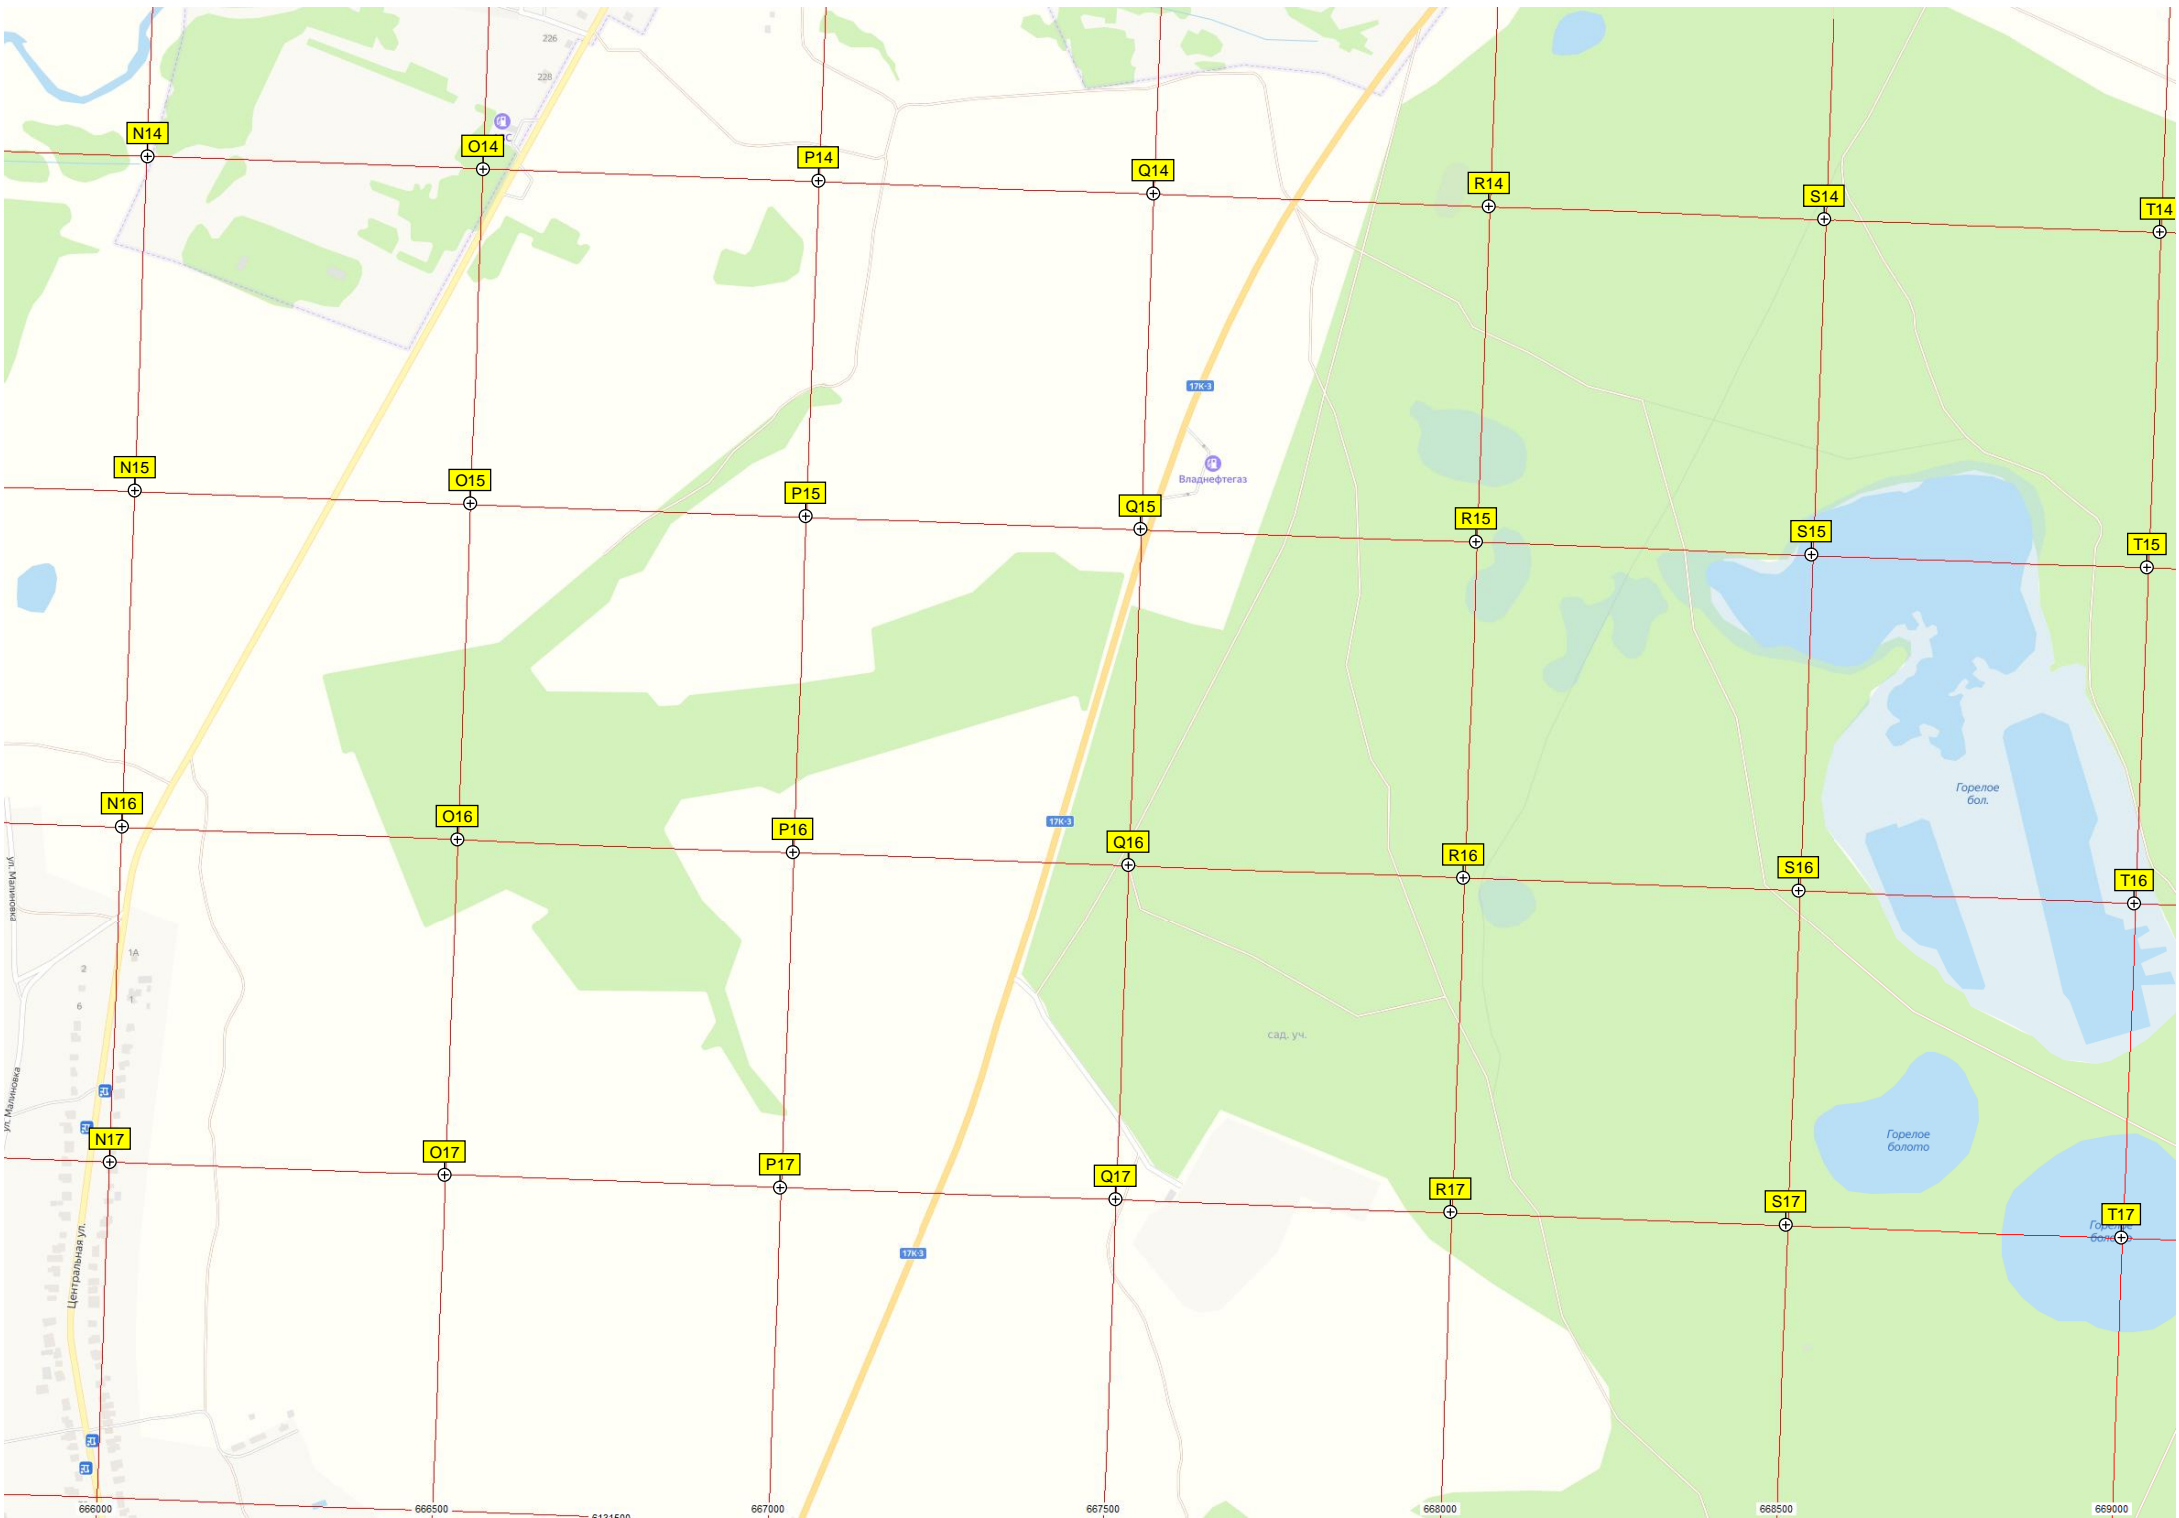 226
228
N14
O14
P14
Q14
R14
S14
T14
17К-3
Владнефтегаз
N15
O15
P15
Q15
R15
S15
T15
Горелое
бол.
N16
O16
P16
17К-3
Q16
R16
S16
T16
ул. Малиновка
1А
2
6
1
сад. уч.
ул. Малиновка
Горелое
болото
N17
O17
P17
Q17
R17
S17
T17
17К-3
Центральная ул.
666000
666500
667000
667500
668000
668500
669000